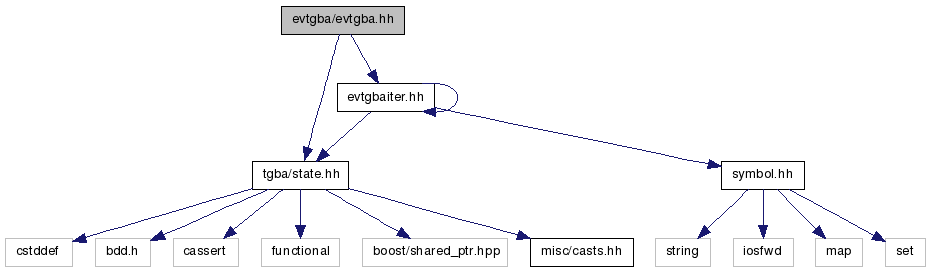 evtgba/evtgba.hh
evtgbaiter.hh
tgba/state.hh
symbol.hh
cstddef
bdd.h
cassert
functional
boost/shared_ptr.hpp
misc/casts.hh
string
iosfwd
map
set